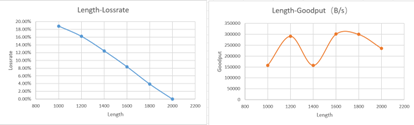 Length-Lossrate
20.00%
18.00%
16.00%
14.00%
12.00%
10.00%
8.00%
6.00%
4.00%
2.00%
0.00%
Lossrate
800 1000 1200 1400 1600 1800 2000 2200
Length
Length-Goodput（B/s）
350000
300000
250000
200000
150000
100000
50000
0
Goodput
800 1000 1200 1400 1600 1800 2000 2200
Length